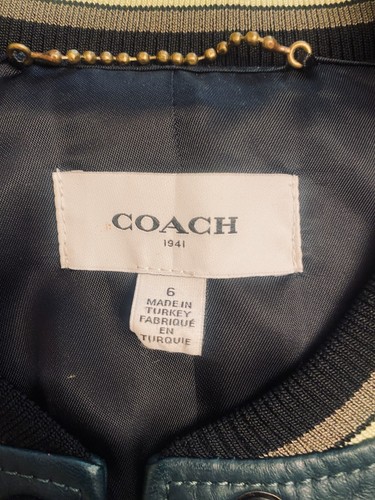 COACH
1941
6
MADE IN
TURKEY
FABRIQUÉ
EN
TURQUIE